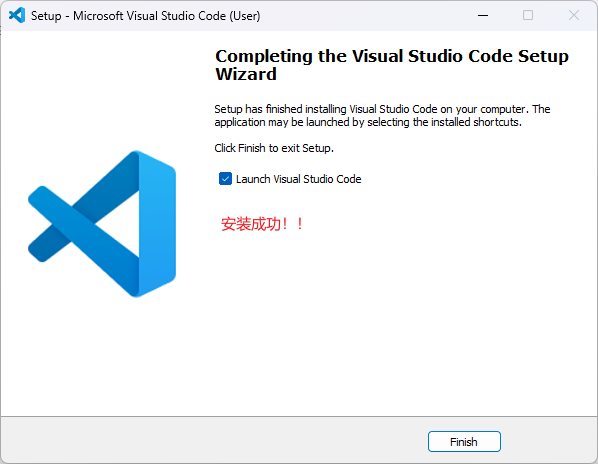 Setup - Microsoft Visual Studio Code (User)
Completing the Visual Studio Code Setup
Wizard
Setup has finished installing Visual Studio Code on your computer. The
application may be launched by selecting the installed shortcuts.
Click Finish to exit Setup.
Launch Visual Studio Code
安装成功！！
Finish